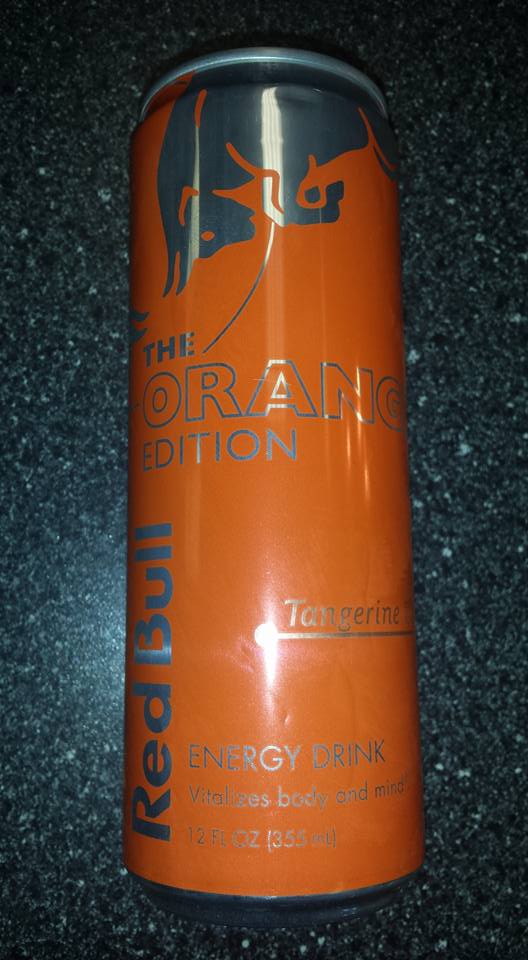 THE
ORANG
EDITION
Red Bull
Tangerine
ENERGY DRINK
Vitalizes body and mind
12 FL OZ (355 mL)